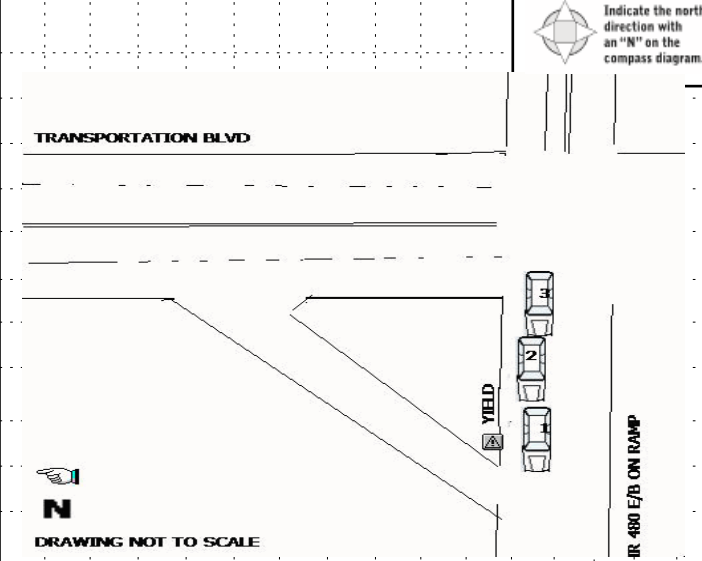 Indicate the north
direction with
an "N" on the
compass diagram.
TRANSPORTATION BLVD
3
2
1
YIELD
IR 480 E/B ON RAMP
N
DRAWING NOT TO SCALE